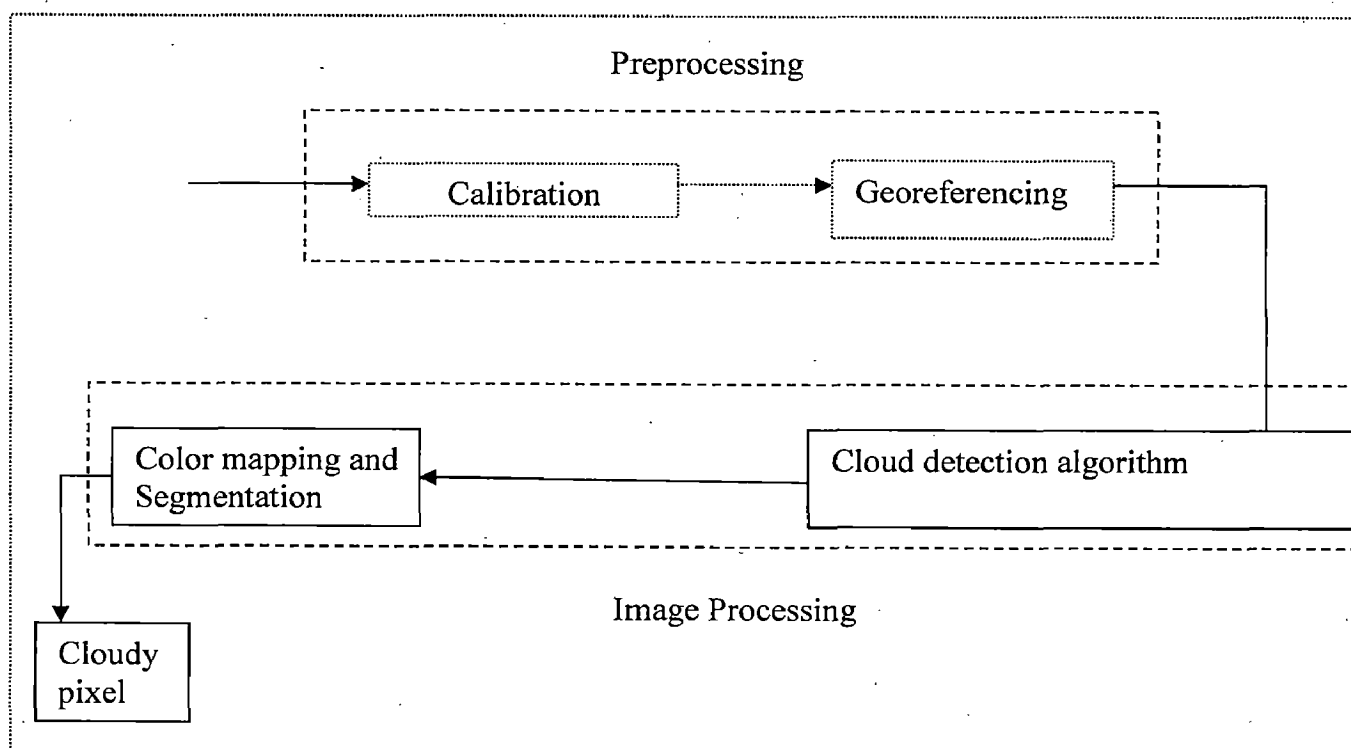 Preprocessing
Calibration
Georeferencing
Color mapping and
Segmentation
Cloud detection algorithm
Image Processing
Cloudy
pixel